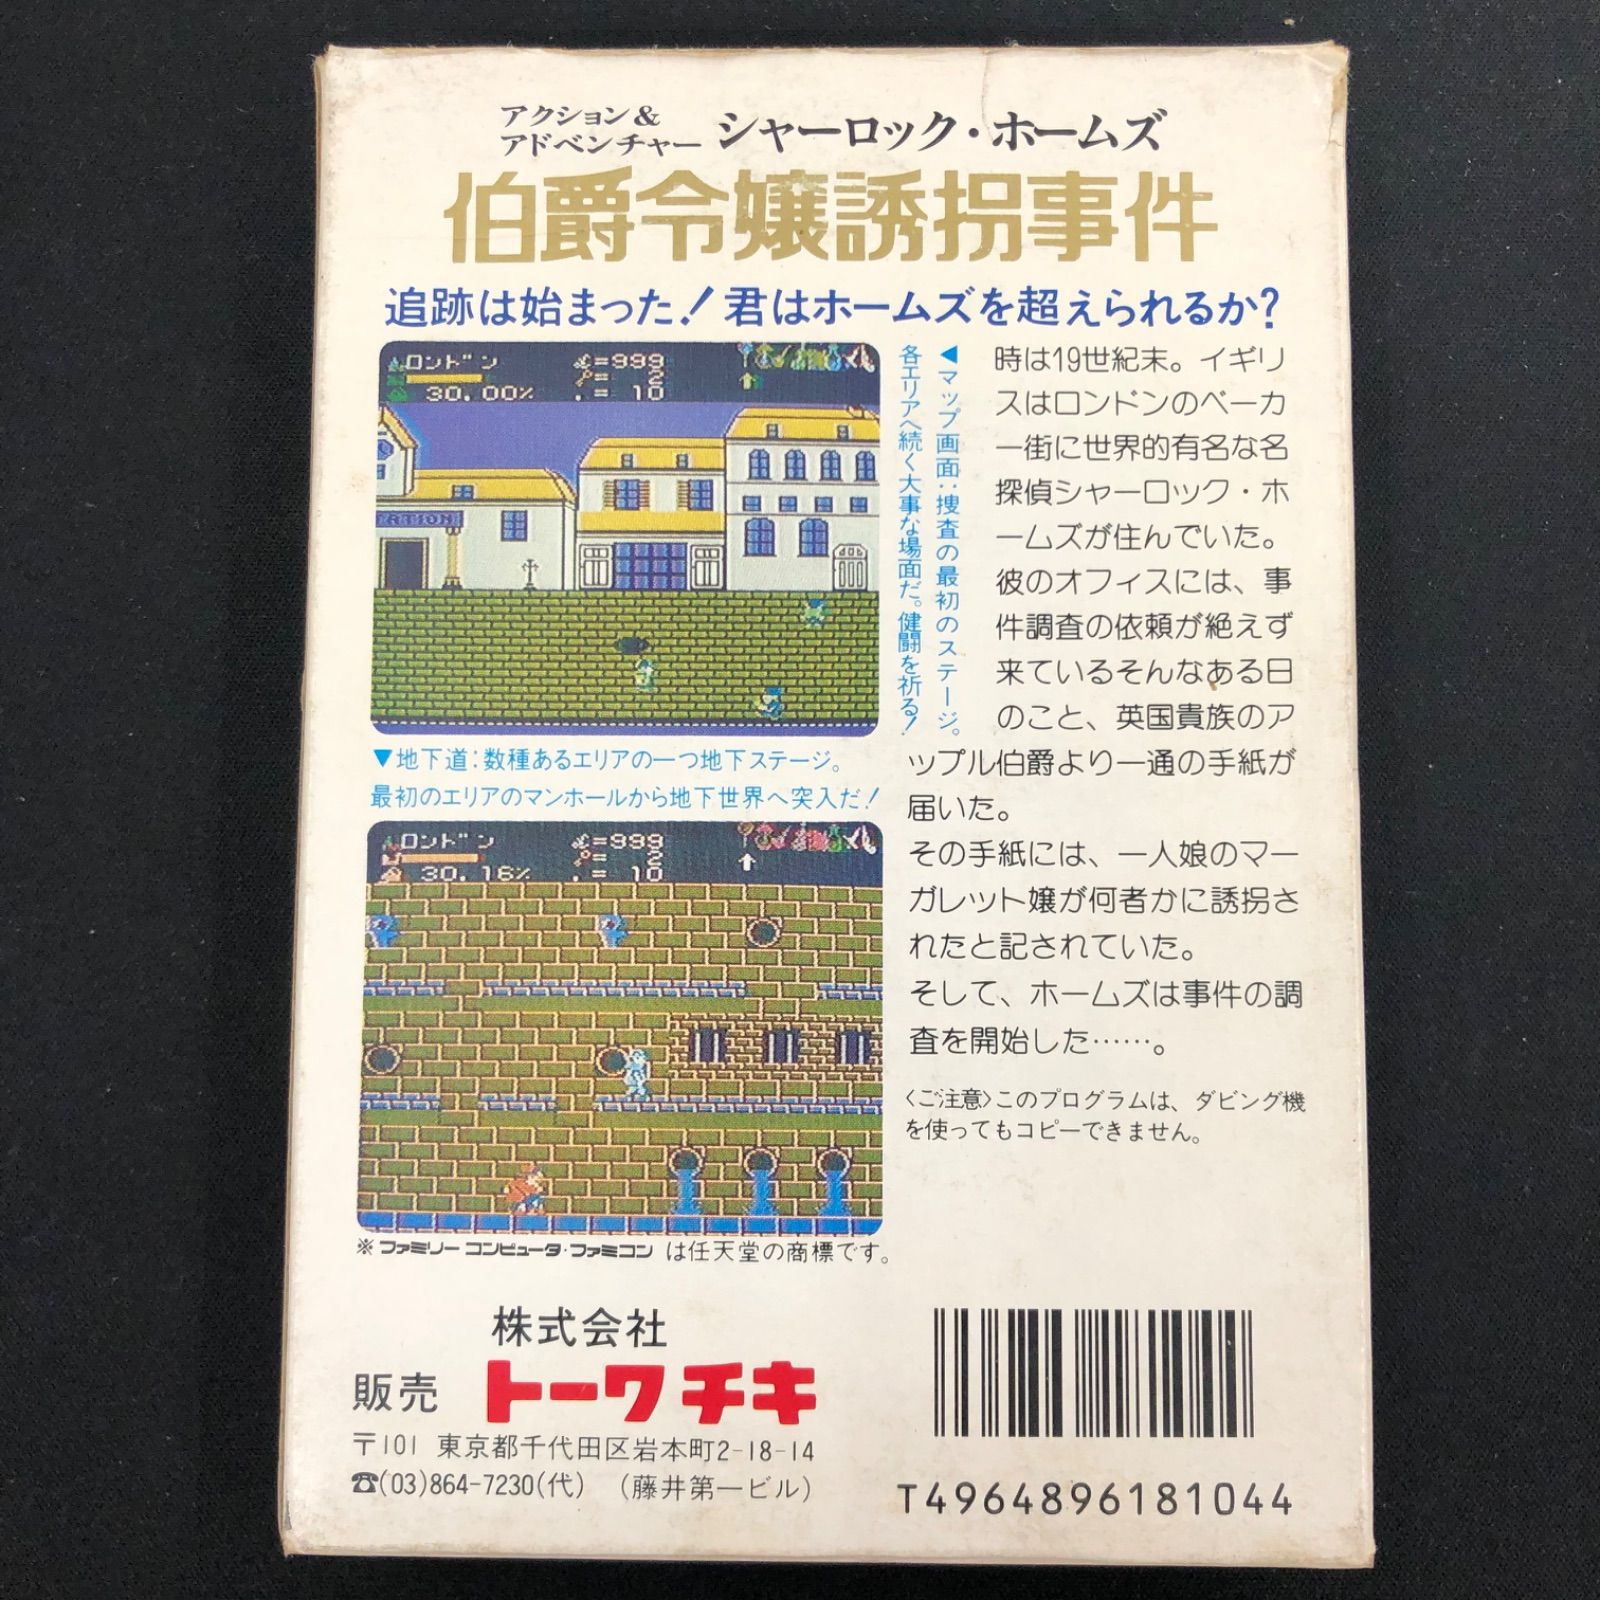 アクション&
アドベンチャー シャーロック・ホームズ
伯爵令嬢誘拐事件
追跡は始まった!君はホームズを超えられるか?
ロンドン £=999
= 2
30.00% .= 10
TATION
◀マップ画面:捜査の最初のステージ。
各エリアへ続く大事な場面だ。健闘を祈る!
時は19世紀末。イギリ
スはロンドンのベーカ
ー街に世界的有名な名
探偵シャーロック・ホ
ームズが住んでいた。
彼のオフィスには、事
件調査の依頼が絶えず
来ているそんなある日
のこと、英国貴族のア
ップル伯爵より一通の手紙が
届いた。
その手紙には、一人娘のマー
ガレット嬢が何者かに誘拐さ
れたと記されていた。
そして、ホームズは事件の調
査を開始した……。
▼地下道:数種あるエリアの一つ地下ステージ。
最初のエリアのマンホールから地下世界へ突入だ!
ロンドン £=999
= 2
30.16% .= 10
〈ご注意〉このプログラムは、ダビング機
を使ってもコピーできません。
※ファミリーコンピュータ・ファミコン は任天堂の商標です。
株式会社
販売 トーワチキ
〒101 東京都千代田区岩本町2-18-14
☎(03)864-7230(代) (藤井第一ビル)
T4964896181044